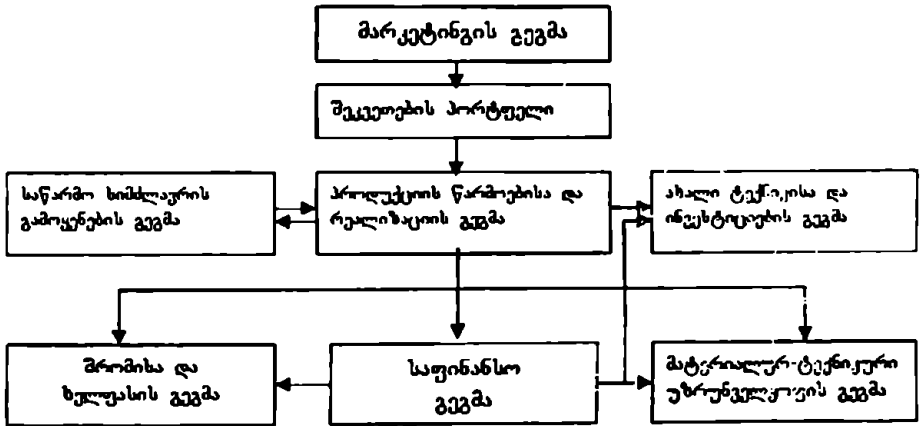 მარკეტინგის გეგმა
შეკვეთების პორტფელი
საწარმო სიმძლავრის
გამოყენების გეგმა
პროდუქციის წარმოებისა და
რეალიზაციის გეგმა
ახალი ტექნიკისა და
ინვესტიციების გეგმა
შრომისა და
ხელფასის გეგმა
საფინანსო
გეგმა
მატერიალურ-ტექნიკური
უზრუნველყოფის გეგმა